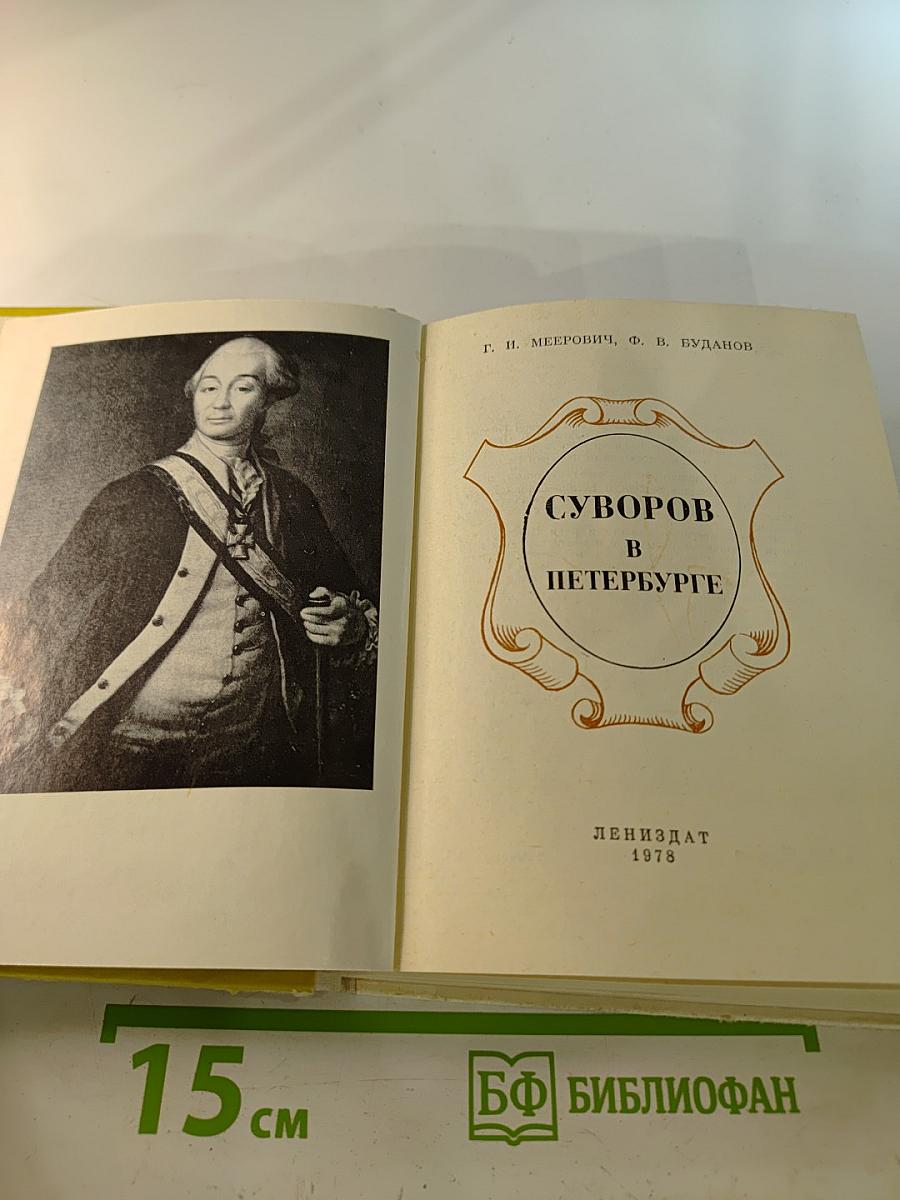 Г. И. МЕЕРОВИЧ, Ф. В. БУДАНОВ
СУВОРОВ
В
ПЕТЕРБУРГЕ
ЛЕНИЗДАТ
1978
15 см
БФ БИБЛИОФАН